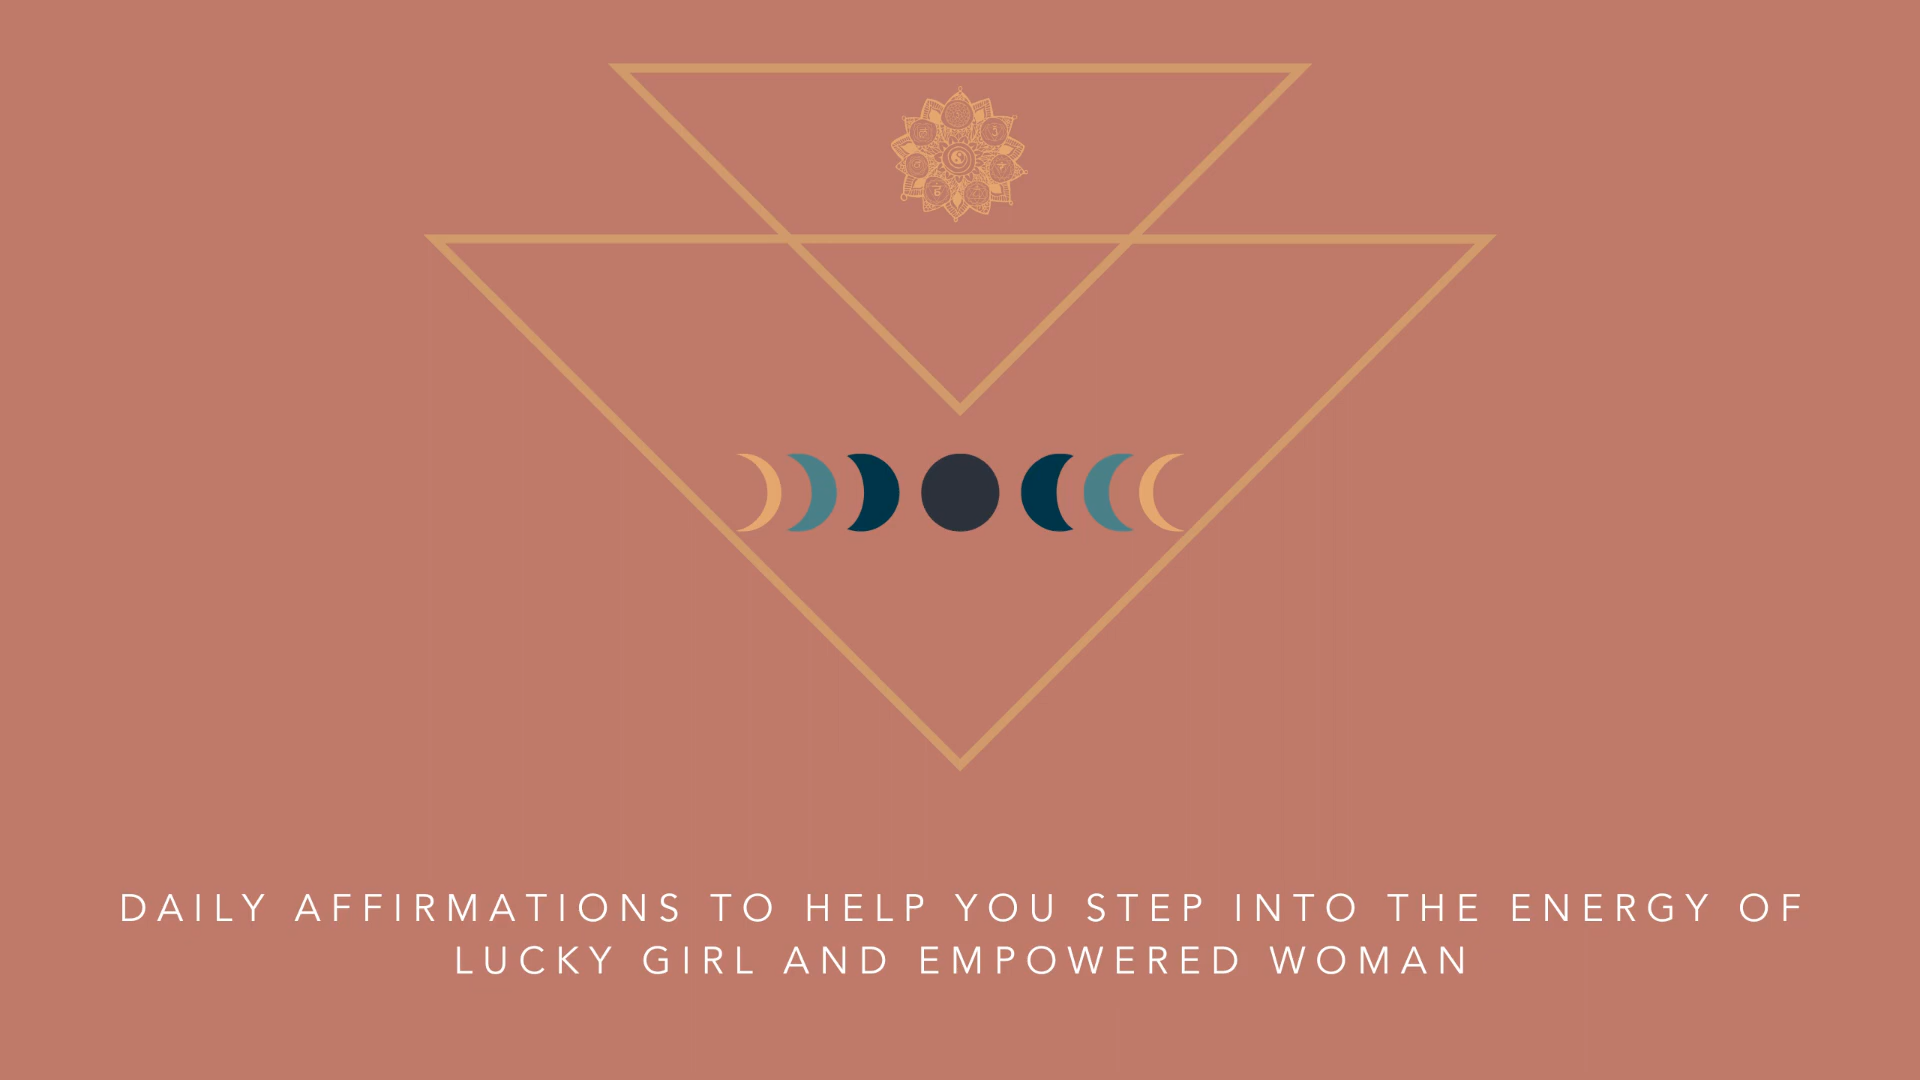 DAILY AFFIRMATIONS TO HELP YOU STEP INTO THE ENERGY OF
LUCKY GIRL AND EMPOWERED WOMAN